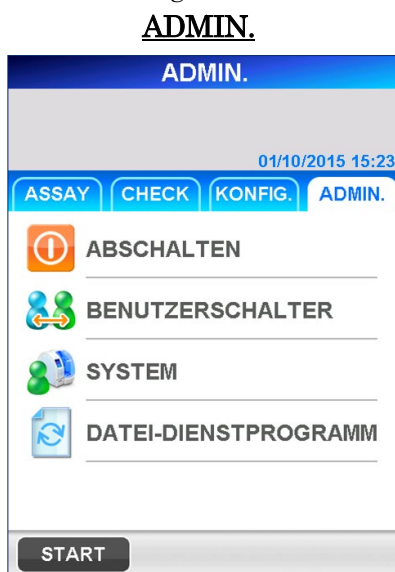 ADMIN.
ADMIN.
01/10/2015 15:23
ASSAY CHECK KONFIG. ADMIN.
ABSCHALTEN
BENUTZERSCHALTER
SYSTEM
DATEI-DIENSTPROGRAMM
START